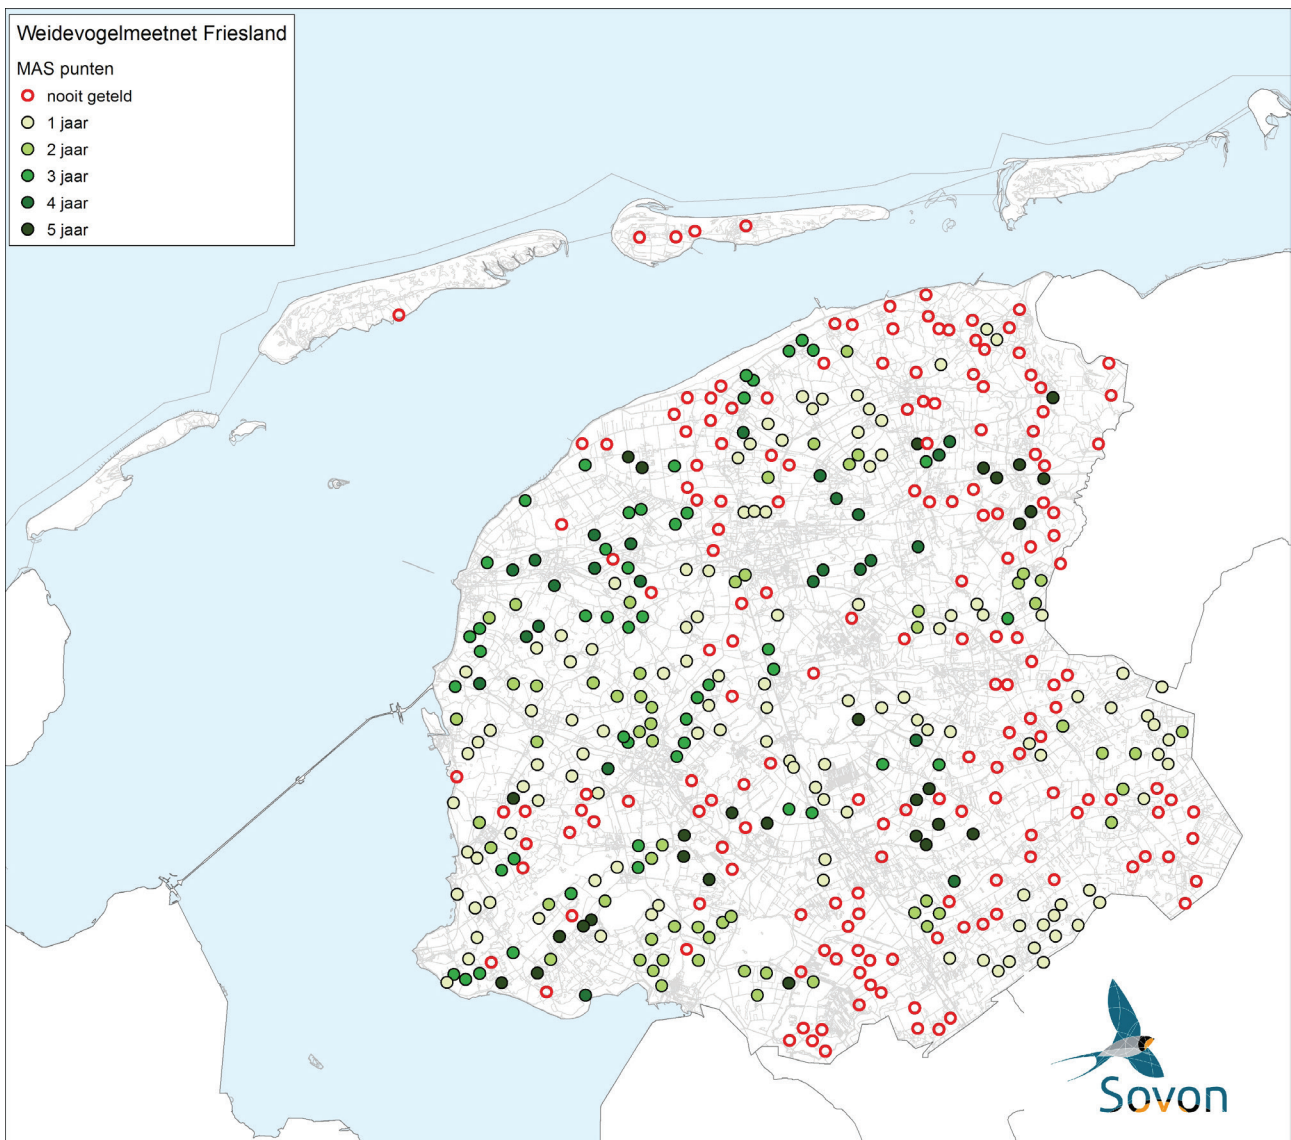 Weidevogelmeetnet Friesland
MAS punten
nooit geteld
1 jaar
2 jaar
3 jaar
4 jaar
5 jaar
Sovon